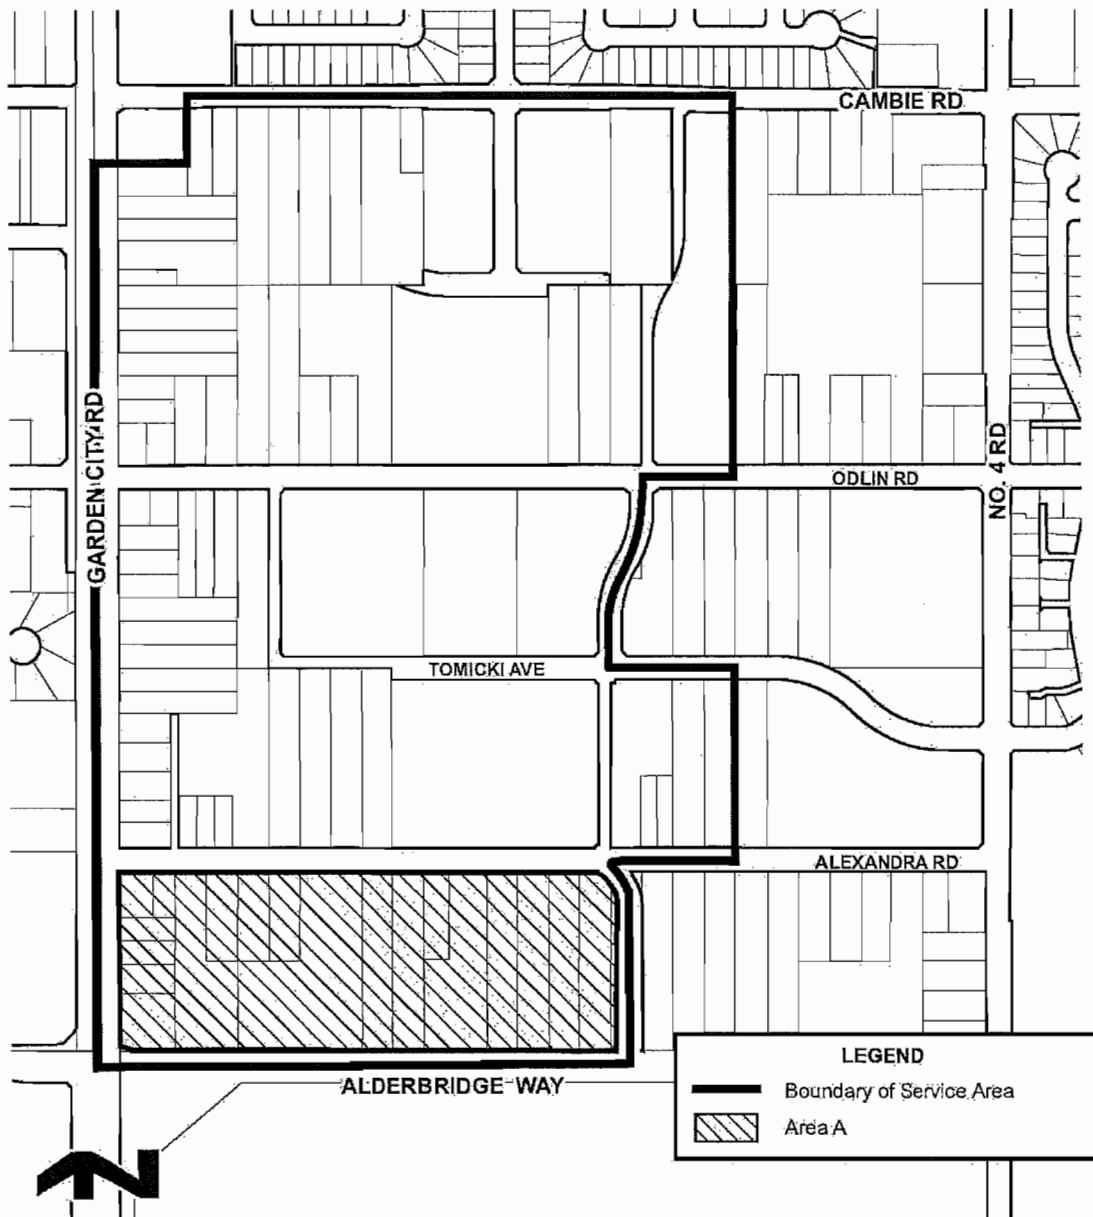 CAMBIE RD
GARDEN CITY RD
NO. 4 RD
ODLIN RD
TOMICKI AVE
ALEXANDRA RD
ALDERBRIDGE WAY
LEGEND
Boundary of Service Area
Area A
N